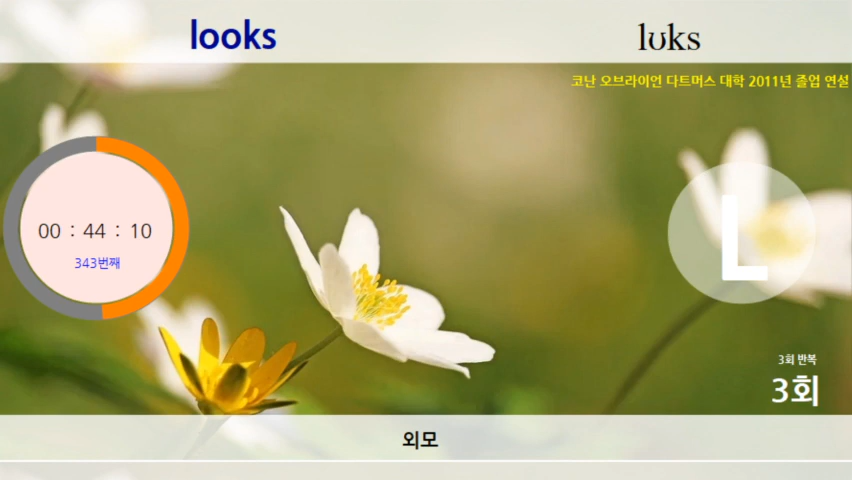 looks
lʊks
코난 오브라이언 다트머스 대학 2011년 졸업 연설
00 : 44 : 10
343번째
L
3회 반복
3회
외모